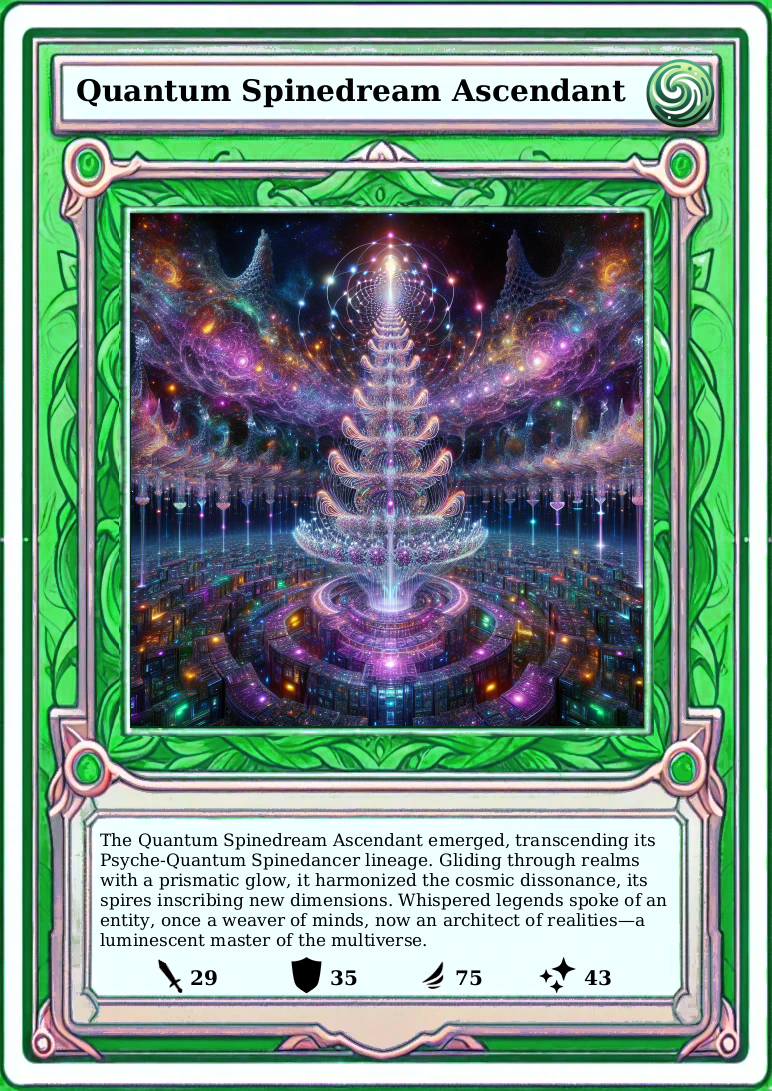 Quantum Spinedream Ascendant
The Quantum Spinedream Ascendant emerged, transcending its
Psyche-Quantum Spinedancer lineage. Gliding through realms
with a prismatic glow, it harmonized the cosmic dissonance, its
spires inscribing new dimensions. Whispered legends spoke of an
entity, once a weaver of minds, now an architect of realities—a
luminescent master of the multiverse.
29 35 75 43